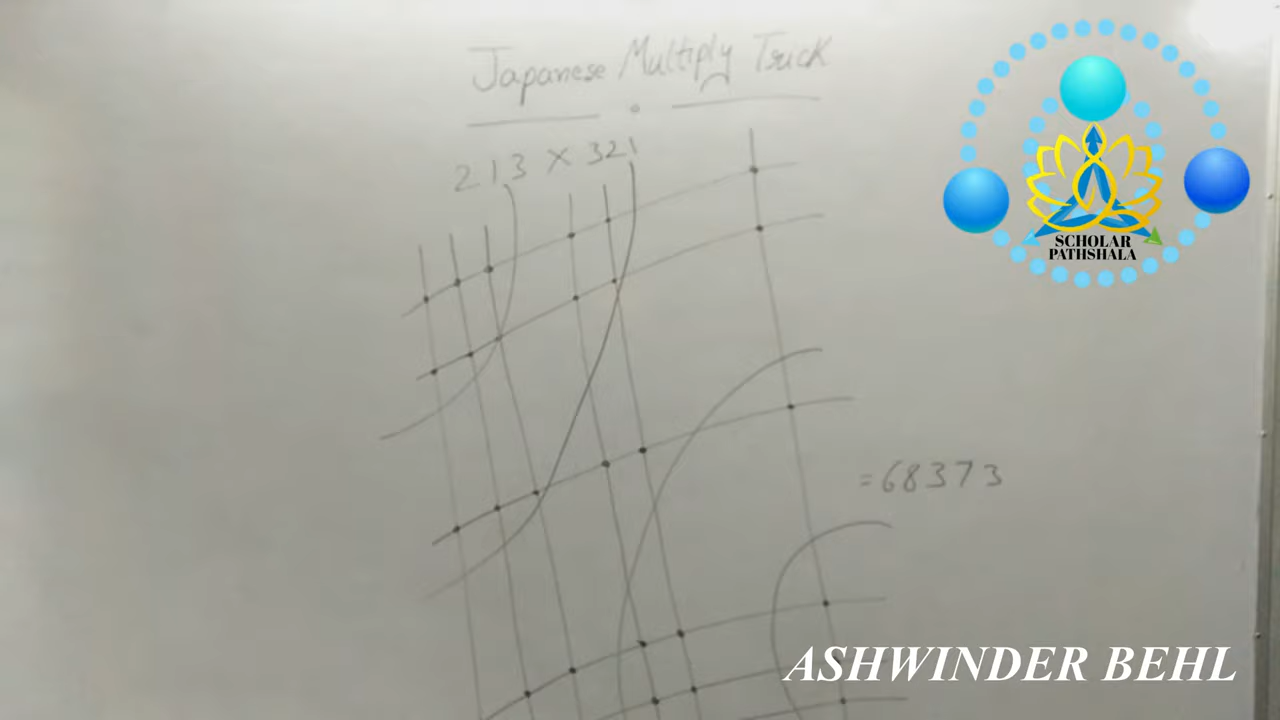 Japanese Multiply Trick
213 X 321
= 68373
SCHOLAR
PATHSHALA
ASHWINDER BEHL